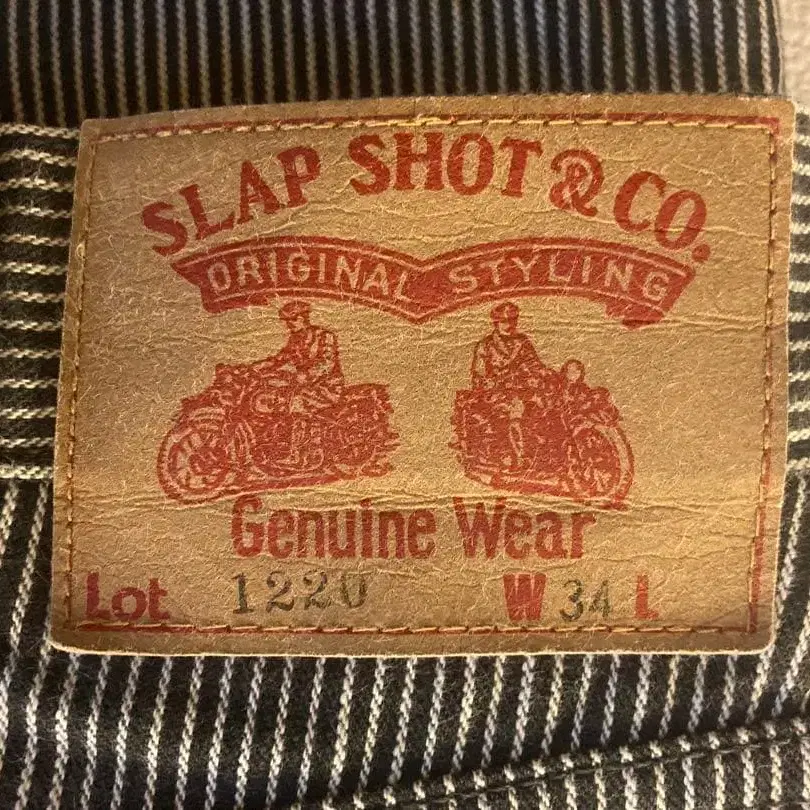 SLAP SHOT & CO.
ORIGINAL STYLING
Genuine Wear
Lot 1220 W 34 L